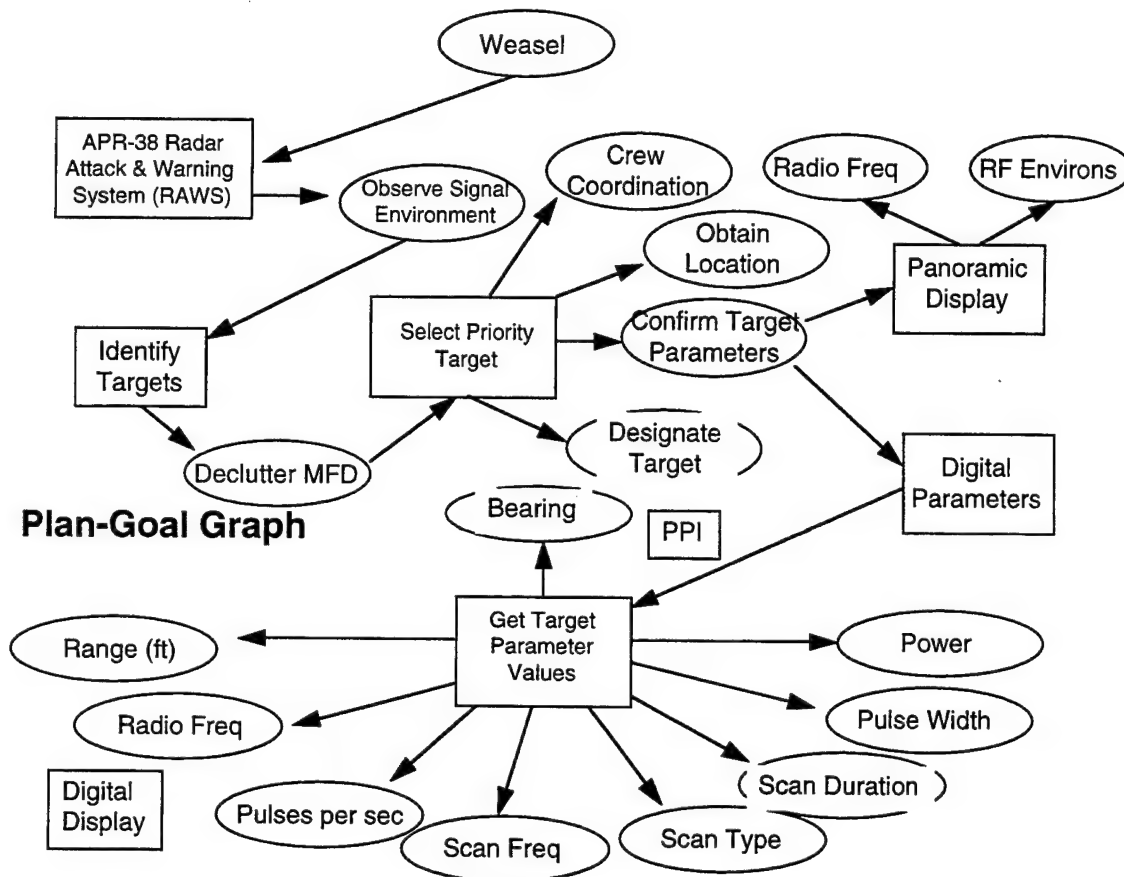 Weasel
APR-38 Radar
Attack & Warning
System (RAWS)
Observe Signal
Environment
Crew
Coordination
Radio Freq
RF Environs
Obtain
Location
Panoramic
Display
Identify
Targets
Select Priority
Target
Confirm Target
Parameters
Declutter MFD
Designate
Target
Digital
Parameters
Plan-Goal Graph
Bearing
PPI
Get Target
Parameter
Values
Range (ft)
Power
Radio Freq
Pulse Width
Digital
Display
Pulses per sec
Scan Freq
Scan Type
Scan Duration